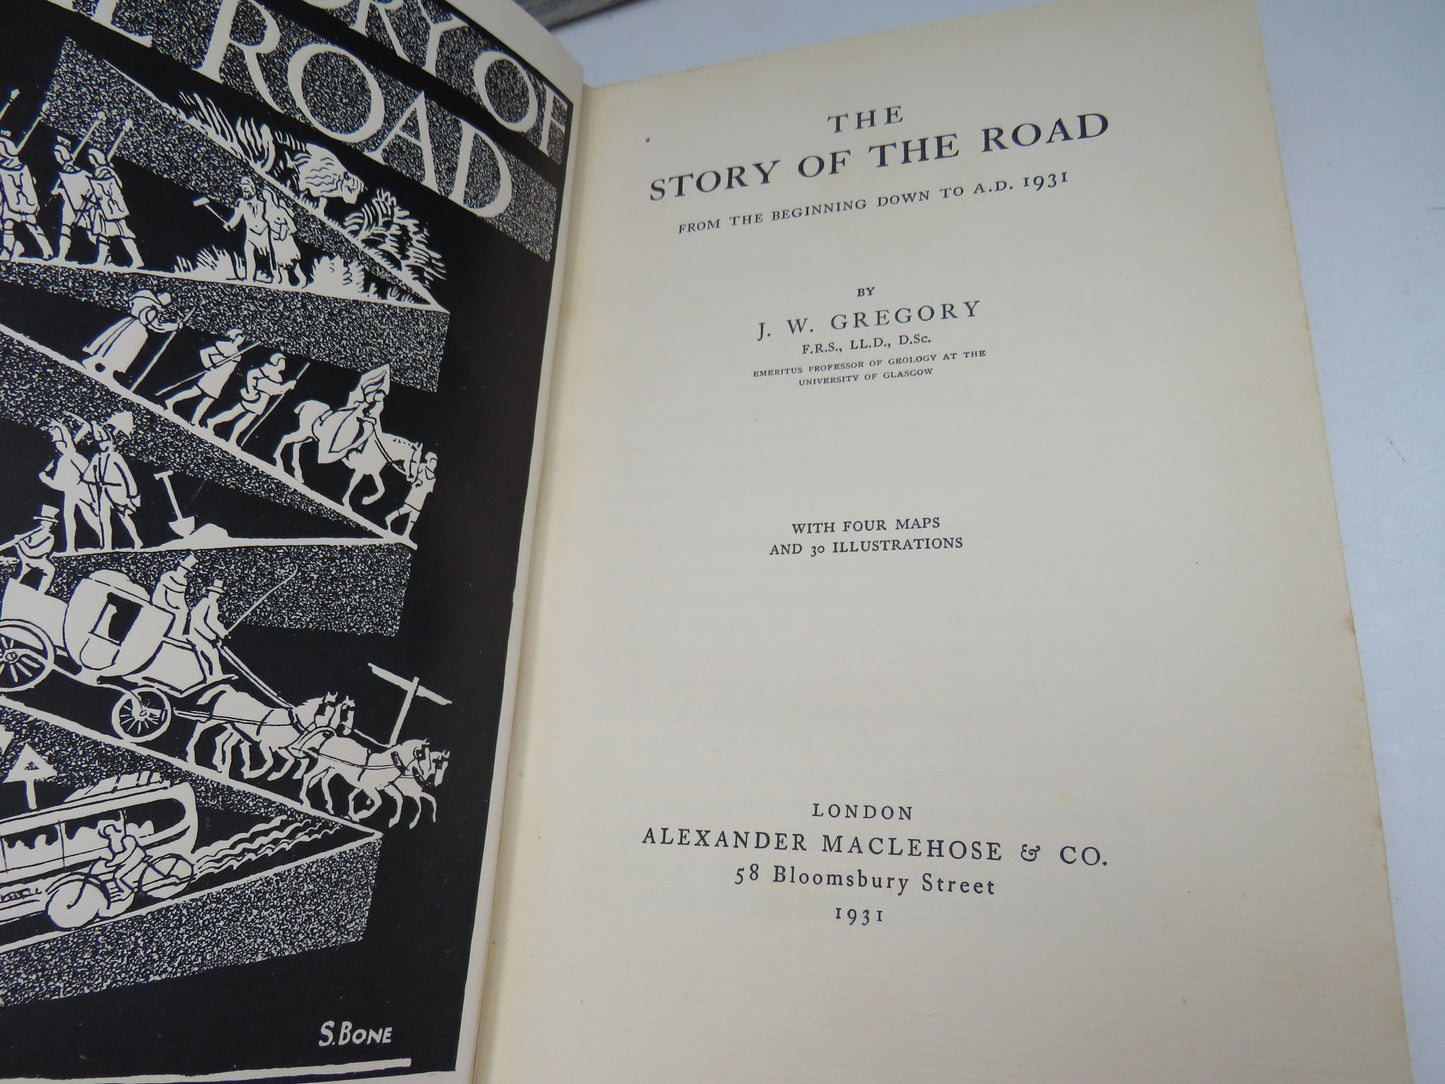 ORY OF
ROAD
S. BONE
THE
STORY OF THE ROAD
FROM THE BEGINNING DOWN TO A.D. 1931
BY
J. W. GREGORY
F.R.S., LL.D., D.Sc.
EMERITUS PROFESSOR OF GEOLOGY AT THE
UNIVERSITY OF GLASGOW
WITH FOUR MAPS
AND 30 ILLUSTRATIONS
LONDON
ALEXANDER MACLEHOSE & CO.
58 Bloomsbury Street
1931